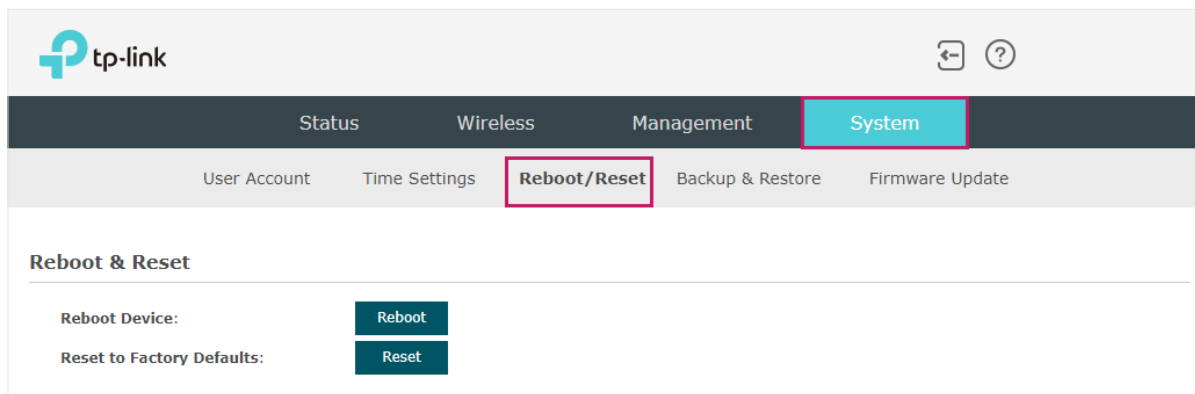 tp-link
?
Status Wireless Management System
User Account Time Settings Reboot/Reset Backup & Restore Firmware Update
Reboot & Reset
Reboot Device: Reboot
Reset to Factory Defaults: Reset